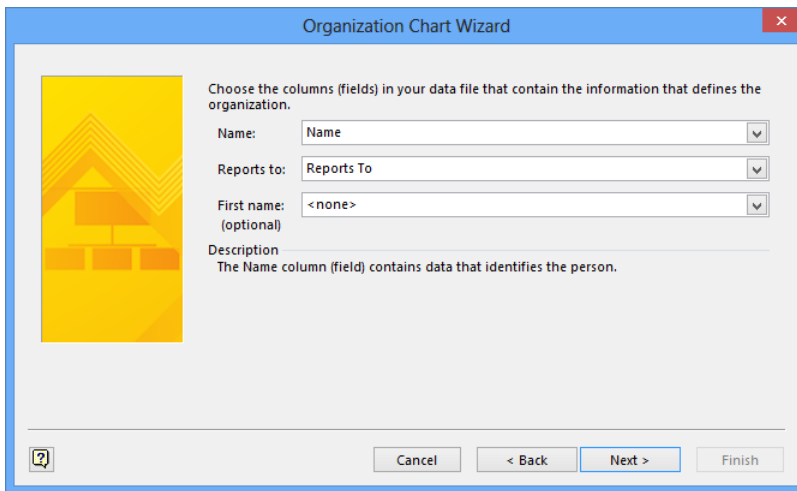 Organization Chart Wizard
Choose the columns (fields) in your data file that contain the information that defines the
organization.
Name: Name
Reports to: Reports To
First name: <none>
(optional)
Description
The Name column (field) contains data that identifies the person.
Cancel < Back Next > Finish